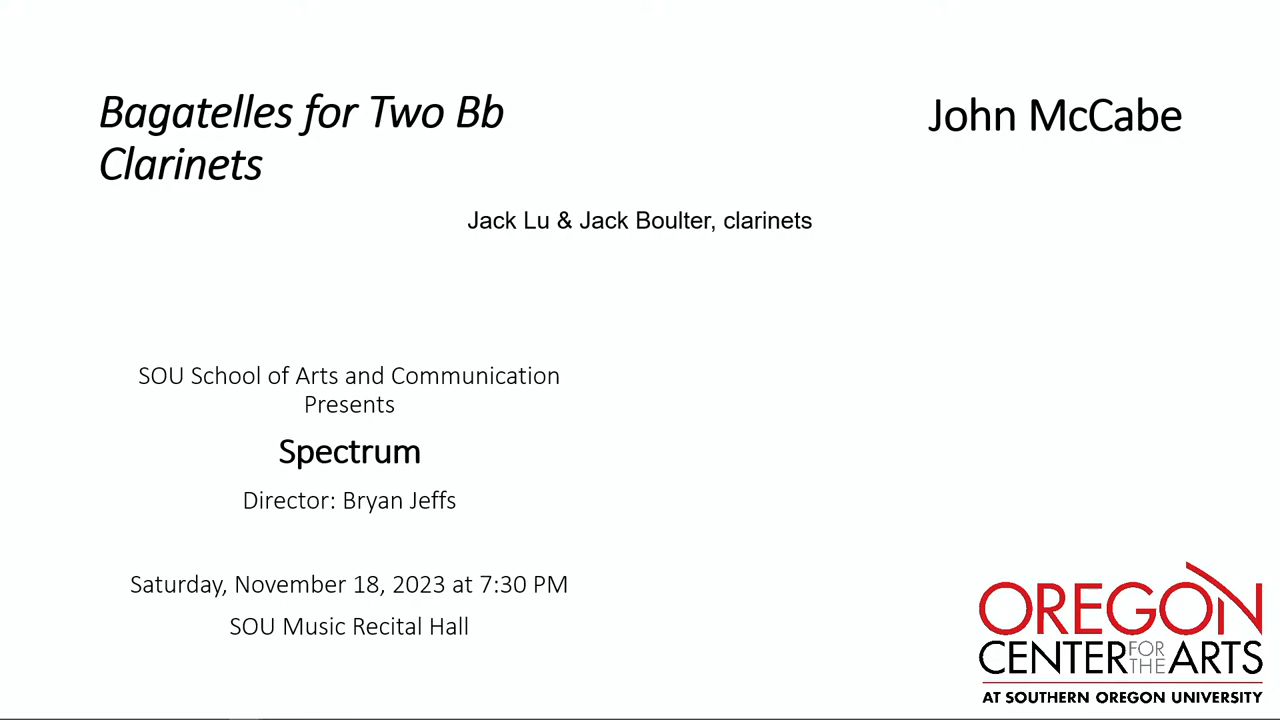 Bagatelles for Two Bb
Clarinets
John McCabe
Jack Lu & Jack Boulter, clarinets
SOU School of Arts and Communication
Presents
Spectrum
Director: Bryan Jeffs
Saturday, November 18, 2023 at 7:30 PM
SOU Music Recital Hall
OREGON
CENTER FOR THE ARTS
AT SOUTHERN OREGON UNIVERSITY